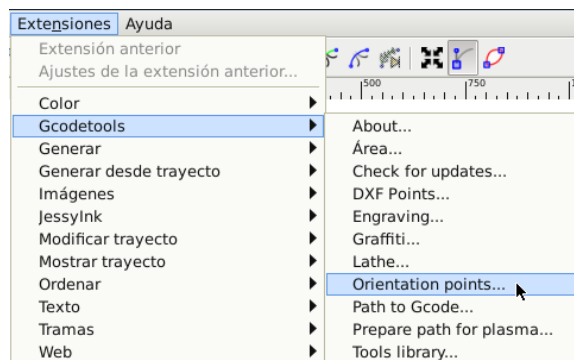 Extensiones Ayuda
Extensión anterior
Ajustes de la extensión anterior...
500 750
Color
Gcodetools
Generar
Generar desde trayecto
Imágenes
JessyInk
Modificar trayecto
Mostrar trayecto
Ordenar
Texto
Tramas
Web
About...
Área...
Check for updates...
DXF Points...
Engraving...
Graffiti...
Lathe...
Orientation points...
Path to Gcode...
Prepare path for plasma...
Tools library...